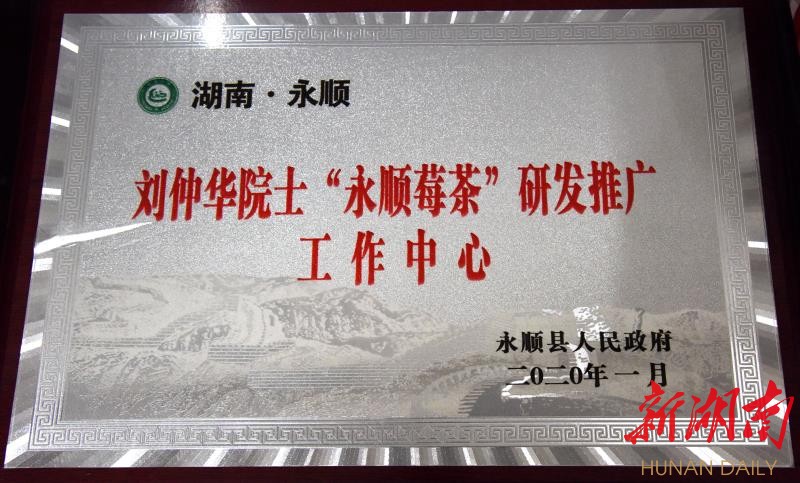 湖南·永顺
刘仲华院士“永顺莓茶”研发推广
工作中心
永顺县人民政府
二〇二〇年一月
新湖南
HUNAN DAILY